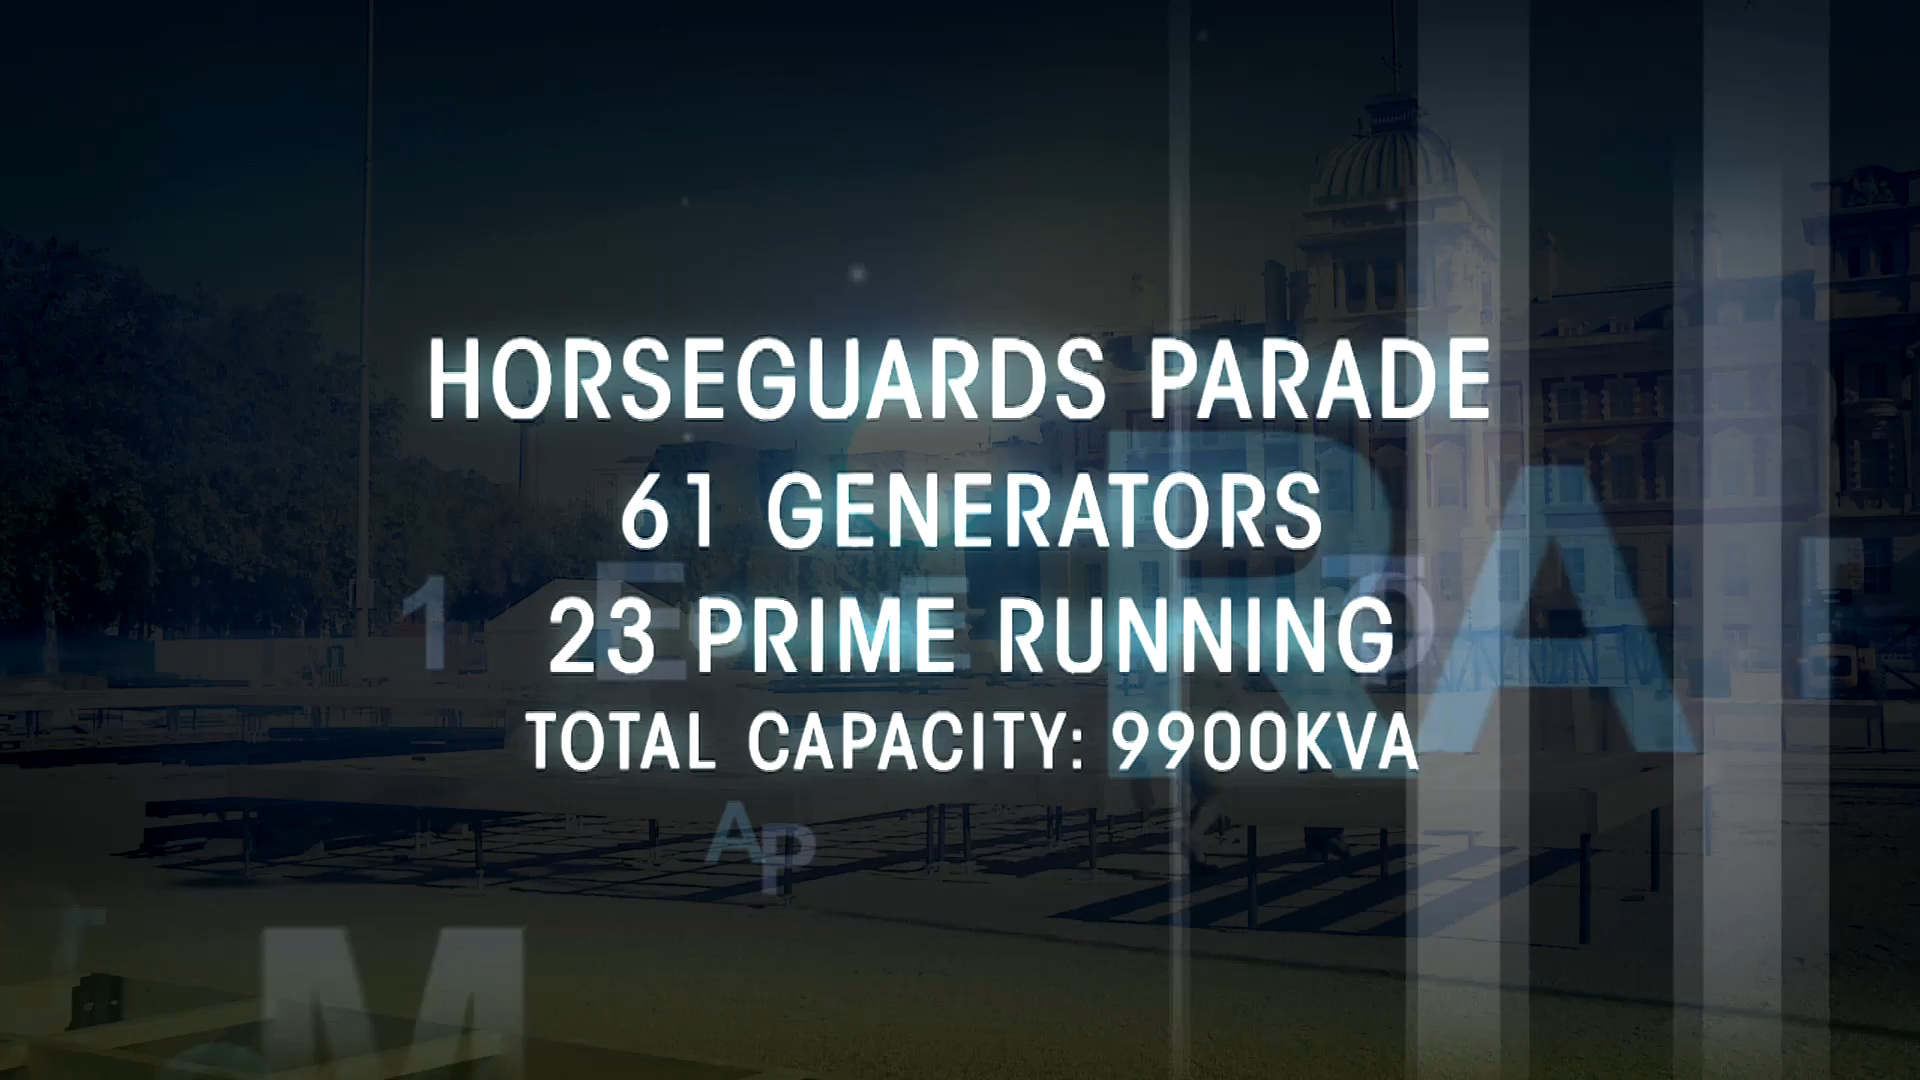 HORSEGUARDS PARADE
61 GENERATORS
23 PRIME RUNNING
TOTAL CAPACITY: 9900KVA